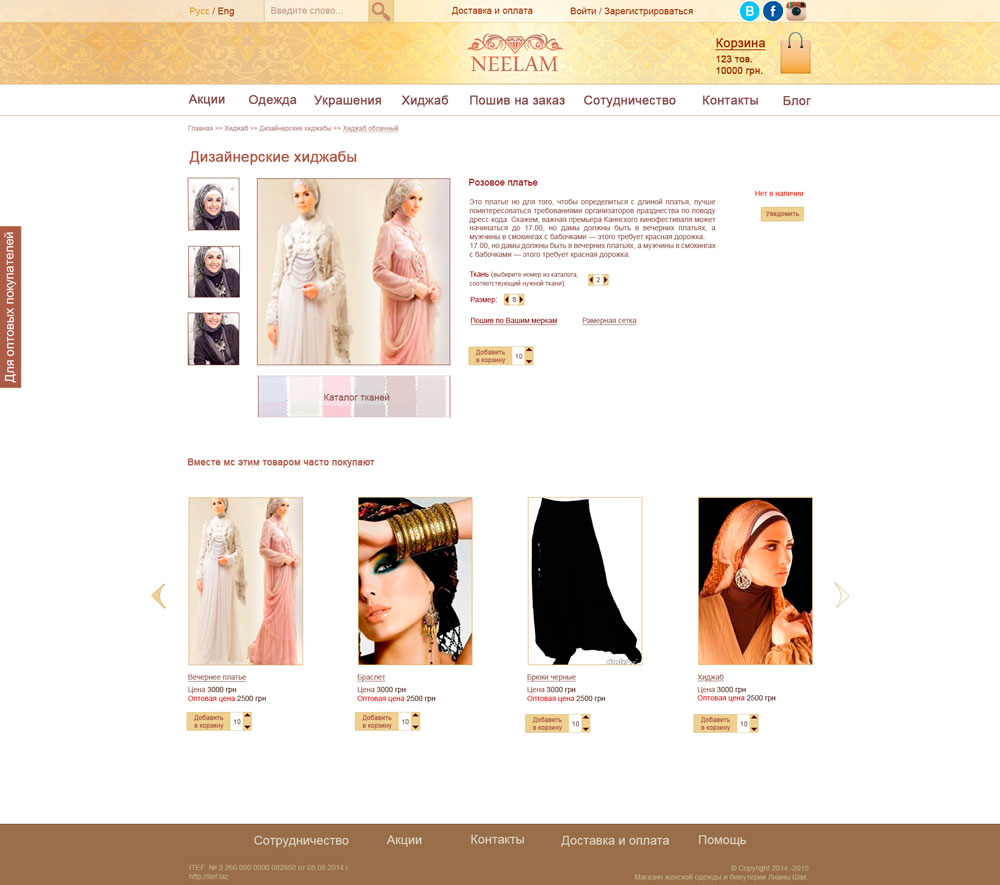 Русс / Eng
Введите слово...
Доставка и оплата
Войти / Зарегистрироваться
B f
NEELAM
Корзина
123 тов.
10000 грн.
Акции Одежда Украшения Хиджаб Пошив на заказ Сотудничество Контакты Блог
Главная >> Хиджаб >> Дизайнерские хиджабы >> Хиджаб облачный
Дизайнерские хиджабы
Для оптовых покупателей
Розовое платье
Это платье но для того, чтобы определиться с длиной платья, лучше
поинтересоваться требованиями организаторов празднества по поводу
дресс-кода. Скажем, важная премьера Каннского кинофестиваля может
начинаться до 17.00, но дамы должны быть в вечерних платьях, а
мужчины в смокингах с бабочками — этого требует красная дорожка.
17.00, но дамы должны быть в вечерних платьях, а мужчины в смокингах
с бабочками — этого требует красная дорожка.
Нет в наличии
Уведомить
Ткань (выберите номер из каталога,
соответствующий нужной ткани):
2
Размер: S
Пошив по Вашим меркам Рамерная сетка
Добавить
в корзину
10
Каталог тканей
Вместе мс этим товаром часто покупают
Вечернее платье
Цена 3000 грн
Оптовая цена 2500 грн
Добавить
в корзину
10
Браслет
Цена 3000 грн
Оптовая цена 2500 грн
Добавить
в корзину
10
Брюки черные
Цена 3000 грн
Оптовая цена 2500 грн
Добавить
в корзину
10
Хиджаб
Цена 3000 грн
Оптовая цена 2500 грн
Добавить
в корзину
10
Сотрудничество Акции Контакты Доставка и оплата Помощь
№ 2 266 000 0000 082850 от 08.08.2014 г.
© Copyright 2014 -2015
Магазин женской одежды и бижутерии Лианы Шах.